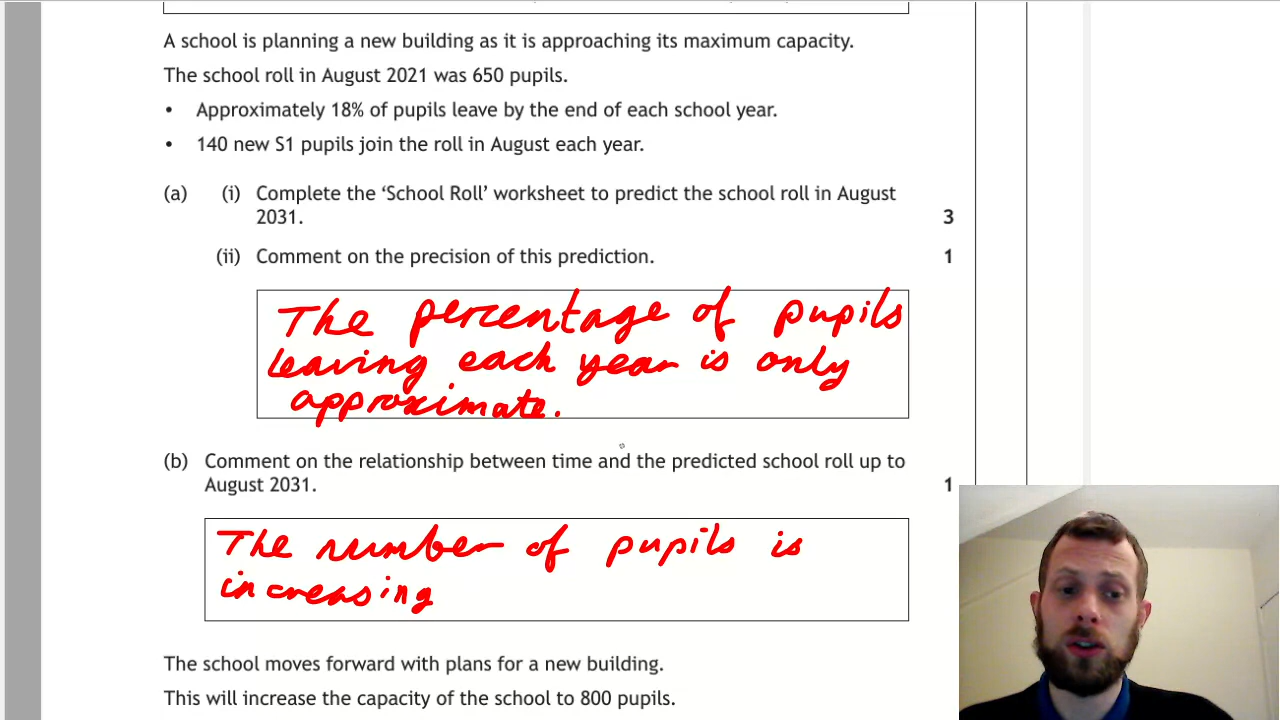 A school is planning a new building as it is approaching its maximum capacity.
The school roll in August 2021 was 650 pupils.
• Approximately 18% of pupils leave by the end of each school year.
• 140 new S1 pupils join the roll in August each year.
(a) (i) Complete the ‘School Roll’ worksheet to predict the school roll in August
2031. 3
(ii) Comment on the precision of this prediction. 1
The percentage of pupils
leaving each year is only
approximate.
(b) Comment on the relationship between time and the predicted school roll up to
August 2031. 1
The number of pupils is
increasing
The school moves forward with plans for a new building.
This will increase the capacity of the school to 800 pupils.